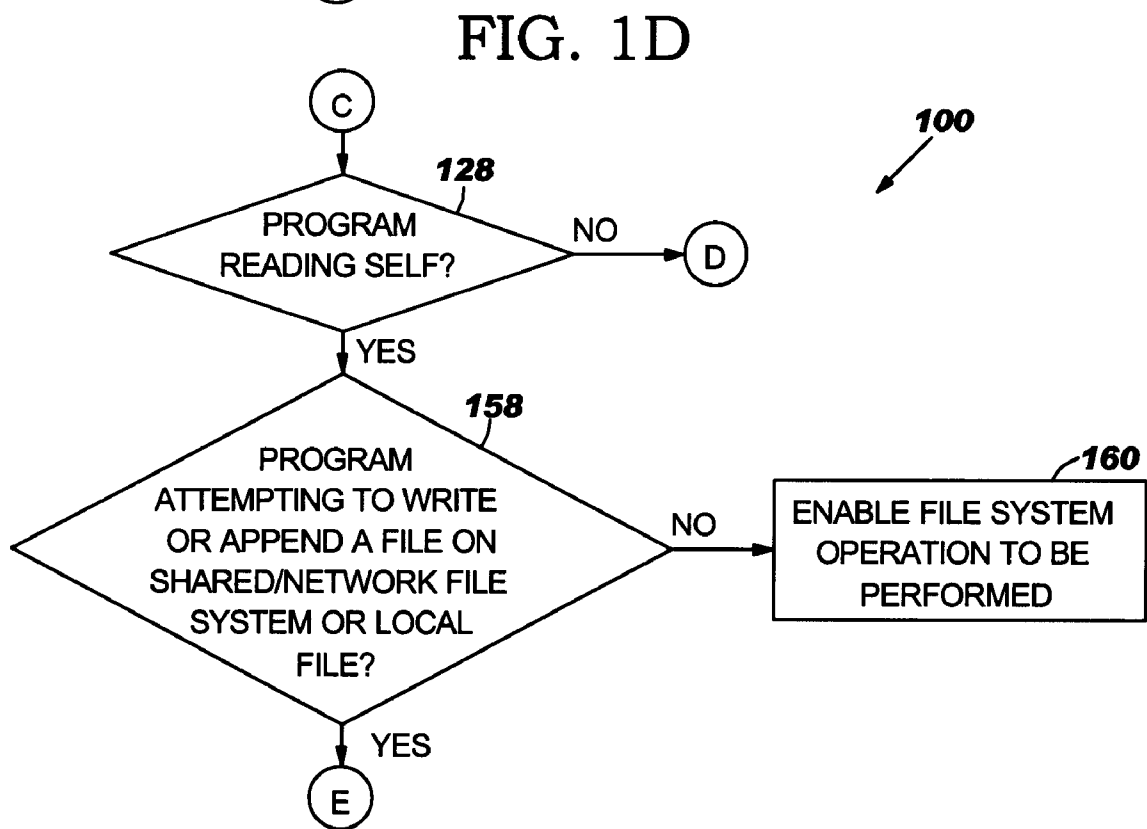 FIG. 1D
C
100
128
PROGRAM
READING SELF?
NO
D
YES
158
PROGRAM
ATTEMPTING TO WRITE
OR APPEND A FILE ON
SHARED/NETWORK FILE
SYSTEM OR LOCAL
FILE?
NO
160
ENABLE FILE SYSTEM
OPERATION TO BE
PERFORMED
YES
E